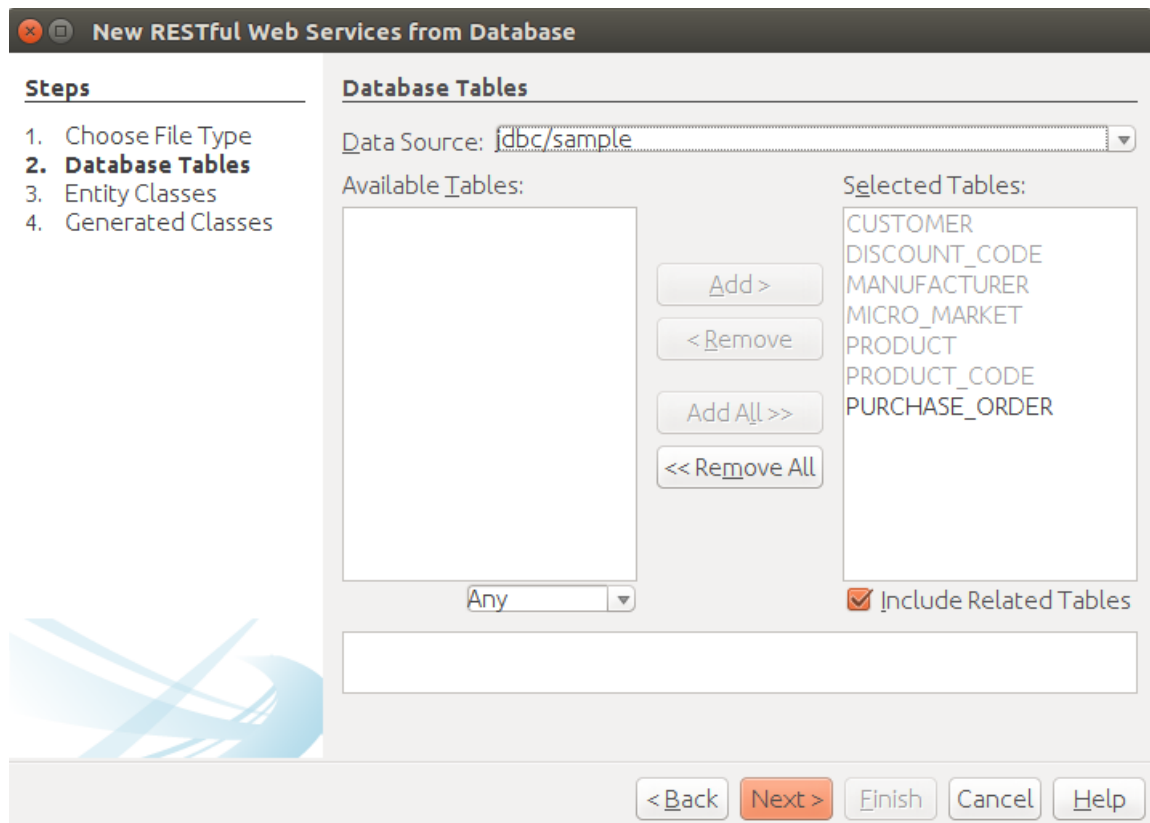 New RESTful Web Services from Database
Steps
1. Choose File Type
2. Database Tables
3. Entity Classes
4. Generated Classes
Database Tables
Data Source: jdbc/sample
Available Tables:
Add >
< Remove
Add All >>
<< Remove All
Any
Selected Tables:
CUSTOMER
DISCOUNT_CODE
MANUFACTURER
MICRO_MARKET
PRODUCT
PRODUCT_CODE
PURCHASE_ORDER
Include Related Tables
< Back Next > Finish Cancel Help